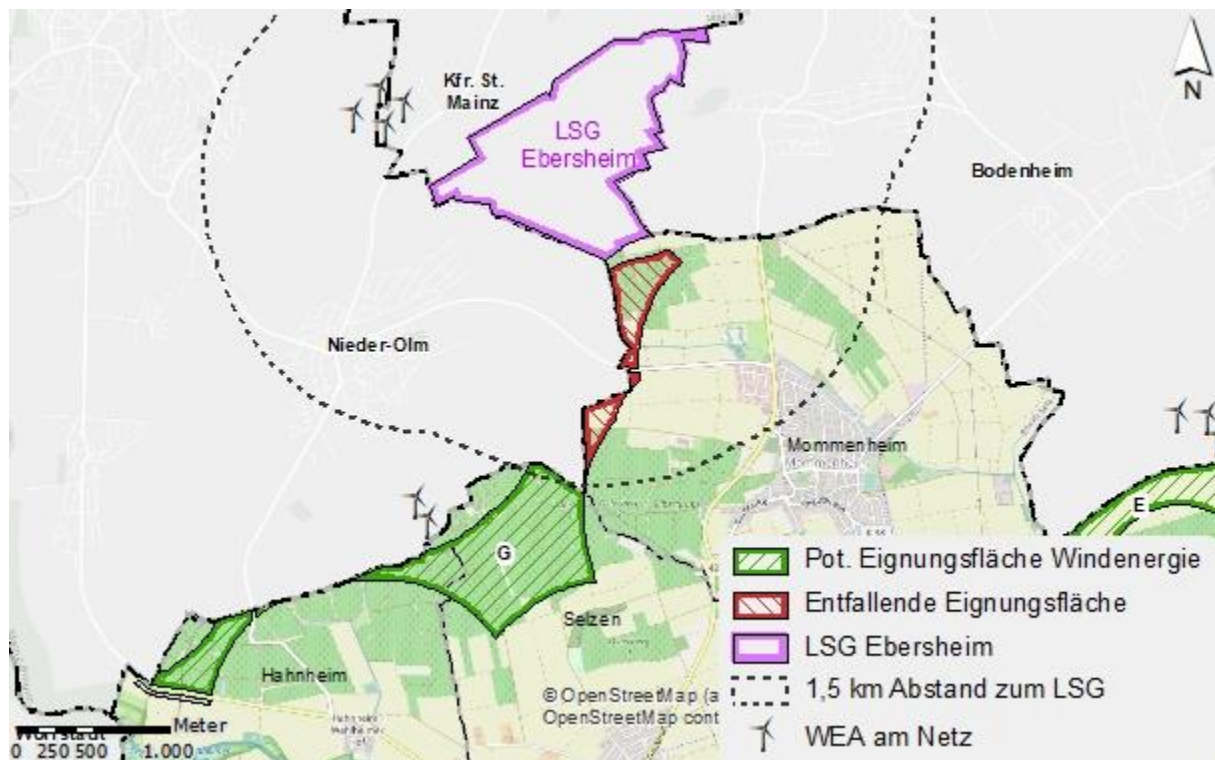 Kfr. St.
Mainz
N
LSG
Ebersheim
Bodenheim
Nieder-Olm
Mommenheim
E
G
Selzen
Hahnheim
Pot. Eignungsfläche Windenergie
Entfallende Eignungsfläche
LSG Ebersheim
1,5 km Abstand zum LSG
WEA am Netz
© OpenStreetMap (a
OpenStreetMap cont
Meter
0 250 500 1.000